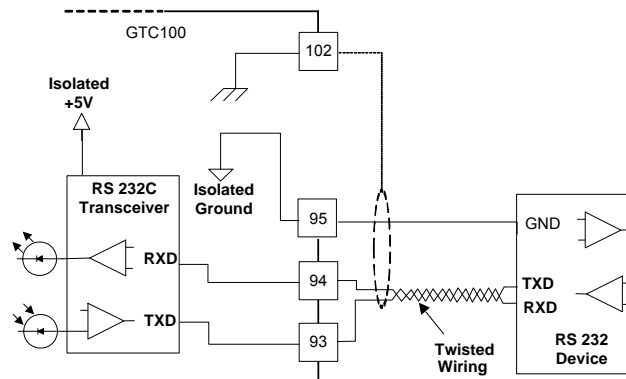 GTC100
102
Isolated
+5V
RS 232C
Transceiver
Isolated
Ground
95
GND
RXD
94
TXD
RXD
TXD
93
Twisted
Wiring
RS 232
Device